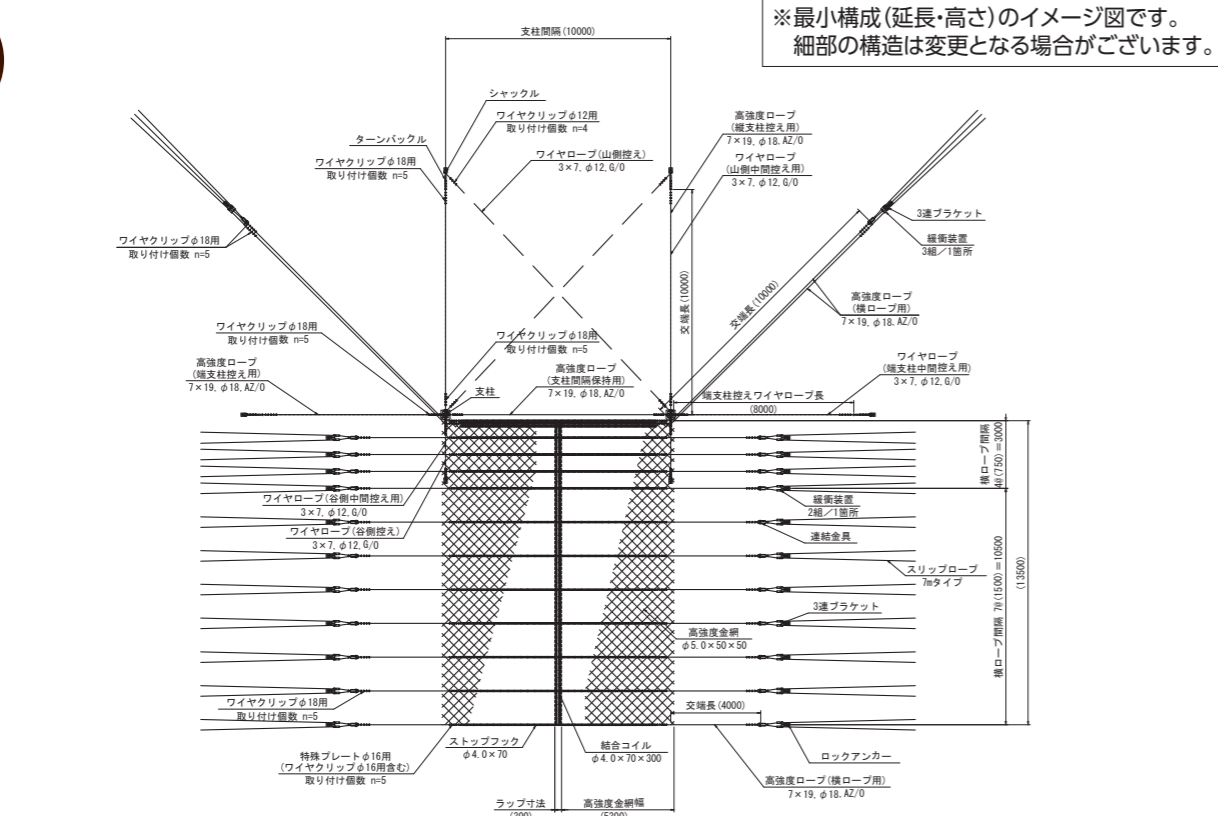 ※最小構成(延長・高さ)のイメージ図です。
細部の構造は変更となる場合がございます。
支柱間隔(10000)
シャックル
ワイヤクリップφ12用
取り付け個数 n=4
ターンバックル
ワイヤクリップφ18用
取り付け個数 n=5
ワイヤロープ(山側控え)
3×7, φ12, G/O
高強度ロープ
(縦支柱控え用)
7×19, φ18, AZ/O
ワイヤロープ
(山側中間控え用)
3×7, φ12, G/O
3連ブラケット
緩衝装置
3組/1箇所
ワイヤクリップφ18用
取り付け個数 n=5
交端長(10000)
交端長(10000)
高強度ロープ
(横ロープ用)
7×19, φ18, AZ/O
ワイヤクリップφ18用
取り付け個数 n=5
ワイヤクリップφ18用
取り付け個数 n=5
高強度ロープ
(端支柱控え用)
7×19, φ18, AZ/O
支柱
高強度ロープ
(支柱間隔保持用)
7×19, φ18, AZ/O
ワイヤロープ
(端支柱中間控え用)
3×7, φ12, G/O
端支柱控えワイヤロープ長
(8000)
横ロープ間隔
4@(750)=3000
ワイヤロープ(谷側中間控え用)
3×7, φ12, G/O
ワイヤロープ(谷側控え)
3×7, φ12, G/O
緩衝装置
2組/1箇所
連結金具
スリップロープ
7mタイプ
横ロープ間隔 7@(1500)=10500
(13500)
3連ブラケット
高強度金網
φ5.0×50×50
ワイヤクリップφ18用
取り付け個数 n=5
交端長(4000)
特殊プレートφ16用
(ワイヤクリップφ16用含む)
取り付け個数 n=5
ストップフック
φ4.0×70
結合コイル
φ4.0×70×300
ロックアンカー
高強度ロープ(横ロープ用)
7×19, φ18, AZ/O
ラップ寸法
(300)
高強度金網幅
(5200)